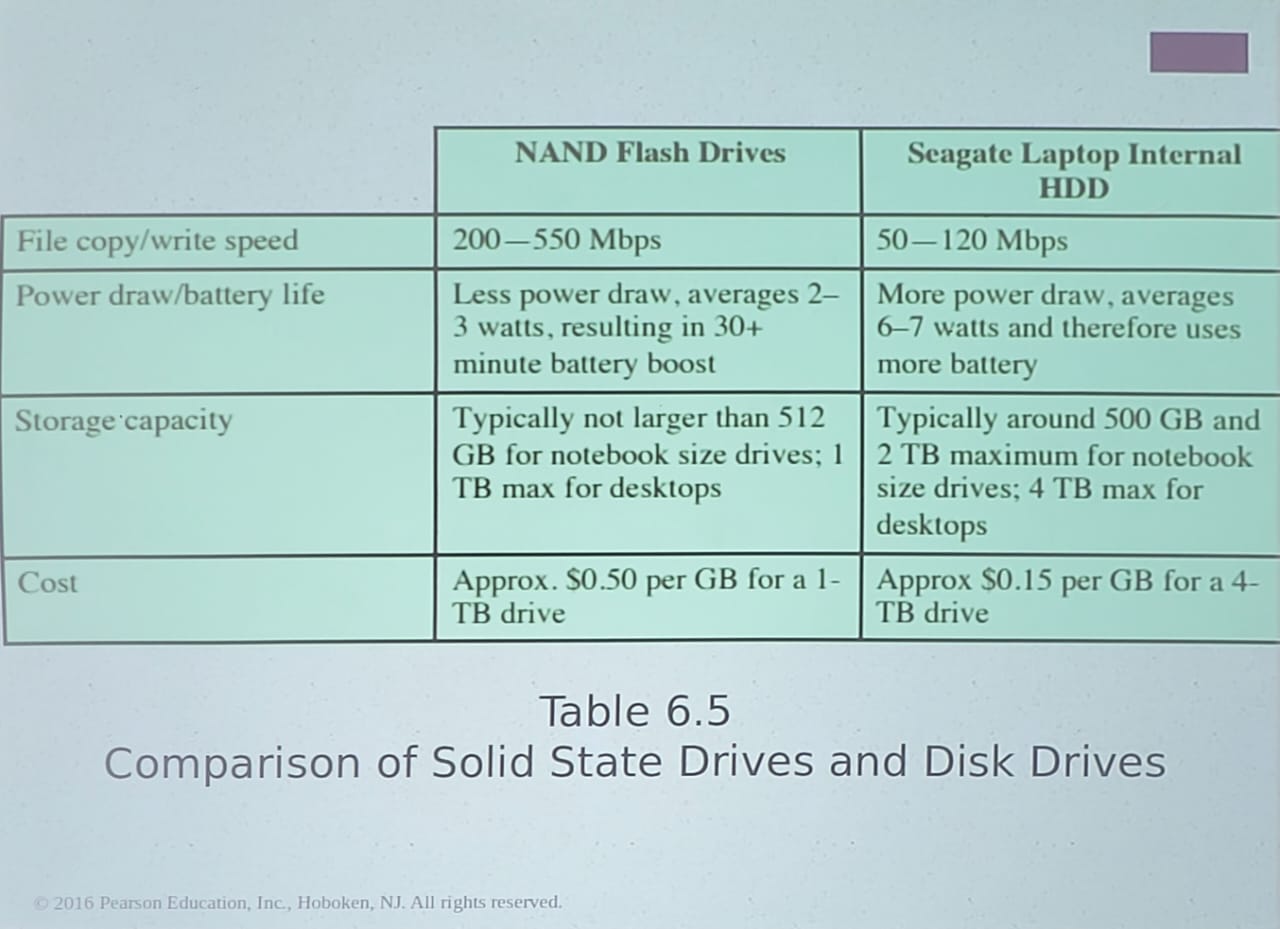 NAND Flash Drives
Seagate Laptop Internal
HDD
File copy/write speed
200—550 Mbps
50—120 Mbps
Power draw/battery life
Less power draw, averages 2–
3 watts, resulting in 30+
minute battery boost
More power draw, averages
6–7 watts and therefore uses
more battery
Storage capacity
Typically not larger than 512
GB for notebook size drives; 1
TB max for desktops
Typically around 500 GB and
2 TB maximum for notebook
size drives; 4 TB max for
desktops
Cost
Approx. $0.50 per GB for a 1-
TB drive
Approx $0.15 per GB for a 4-
TB drive
Table 6.5
Comparison of Solid State Drives and Disk Drives
© 2016 Pearson Education, Inc., Hoboken, NJ. All rights reserved.